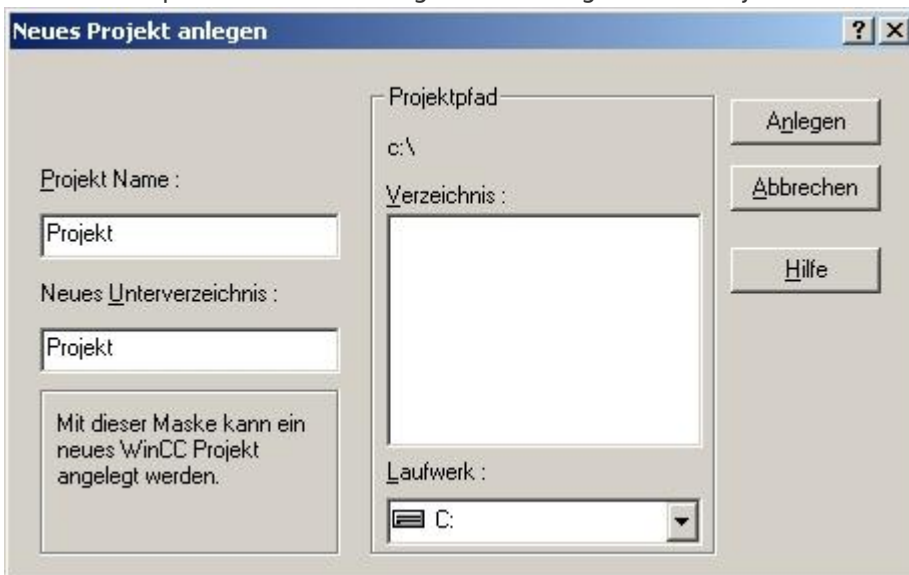 Neues Projekt anlegen
Projekt Name :
Projekt
Neues Unterverzeichnis :
Projekt
Mit dieser Maske kann ein
neues WinCC Projekt
angelegt werden.
Projektpfad
c:\
Verzeichnis :
Laufwerk :
C:
Anlegen
Abbrechen
Hilfe